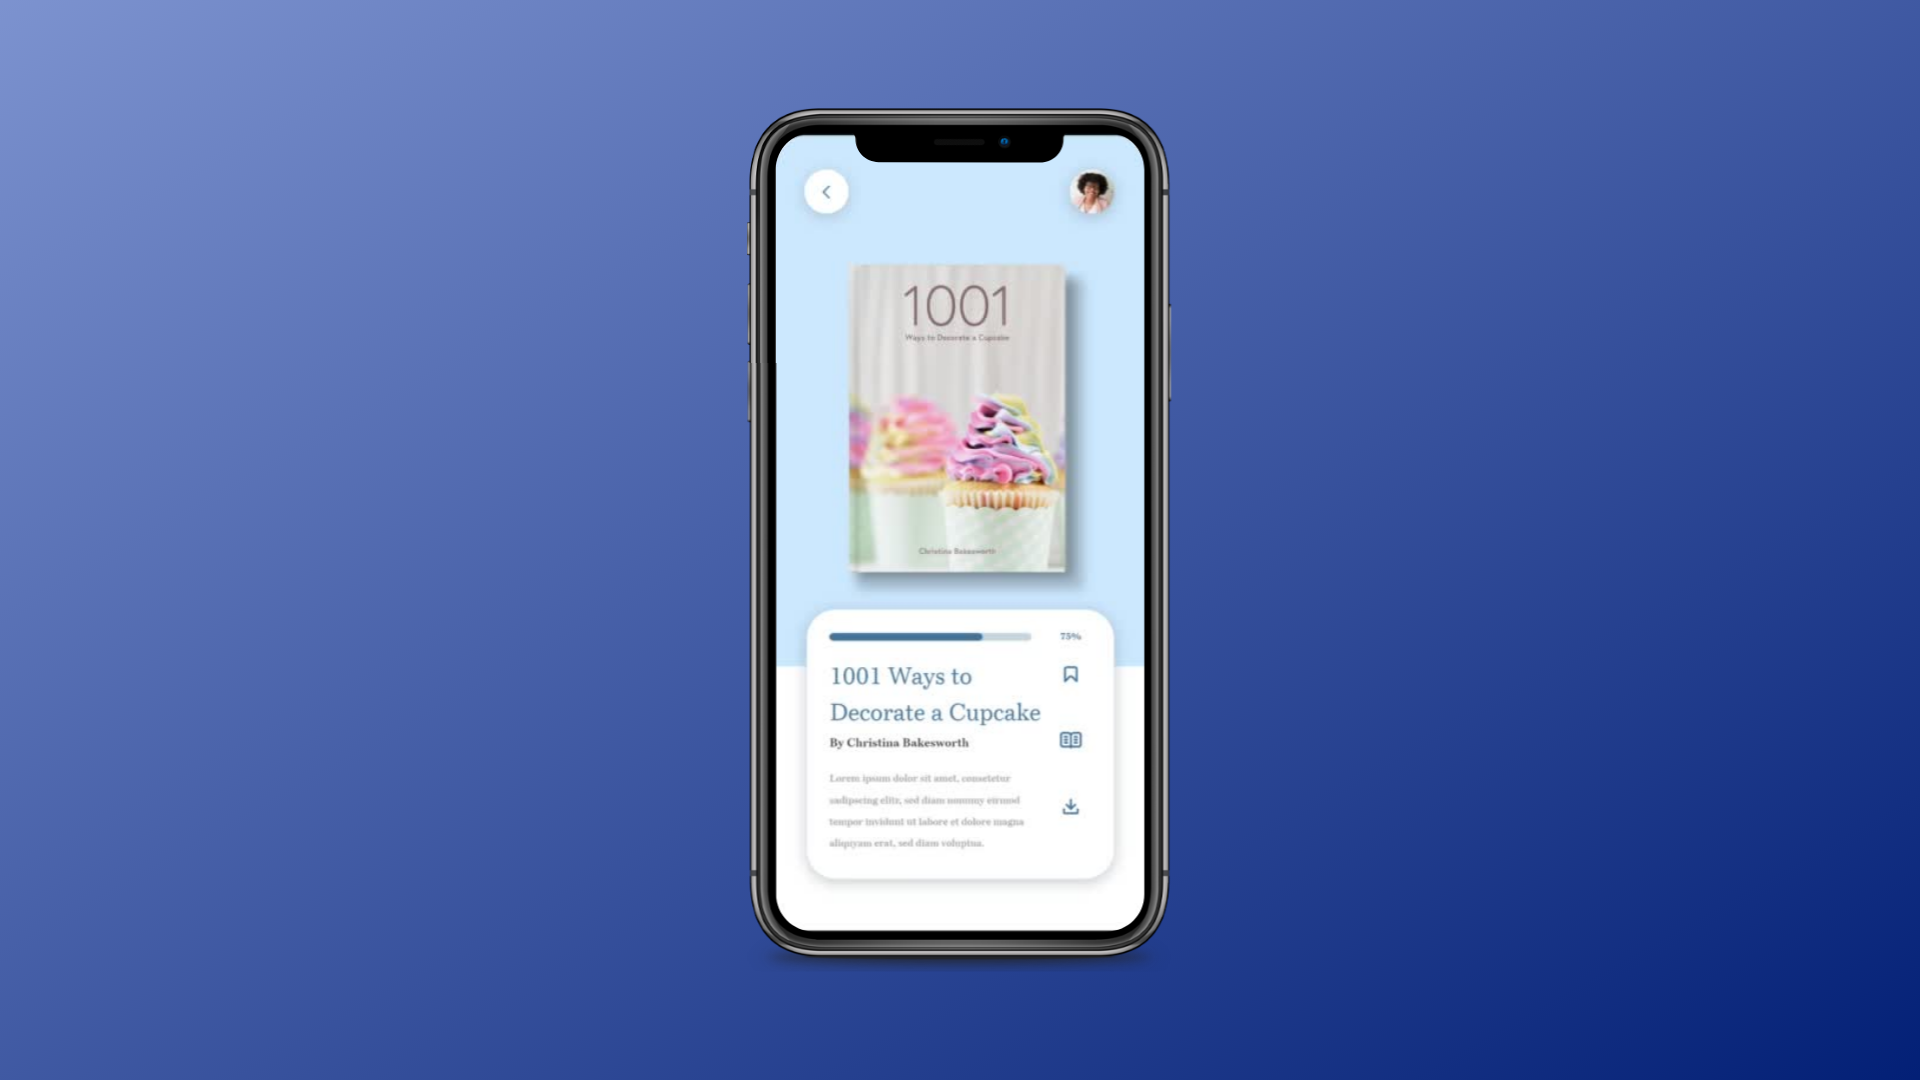 1001
Ways to Decorate a Cupcake
Christina Bakesworth
75%
1001 Ways to
Decorate a Cupcake
By Christina Bakesworth
Lorem ipsum dolor sit amet, consetetur
sadipscing elitr, sed diam nonumy eirmod
tempor invidunt ut labore et dolore magna
aliquyam erat, sed diam voluptua.